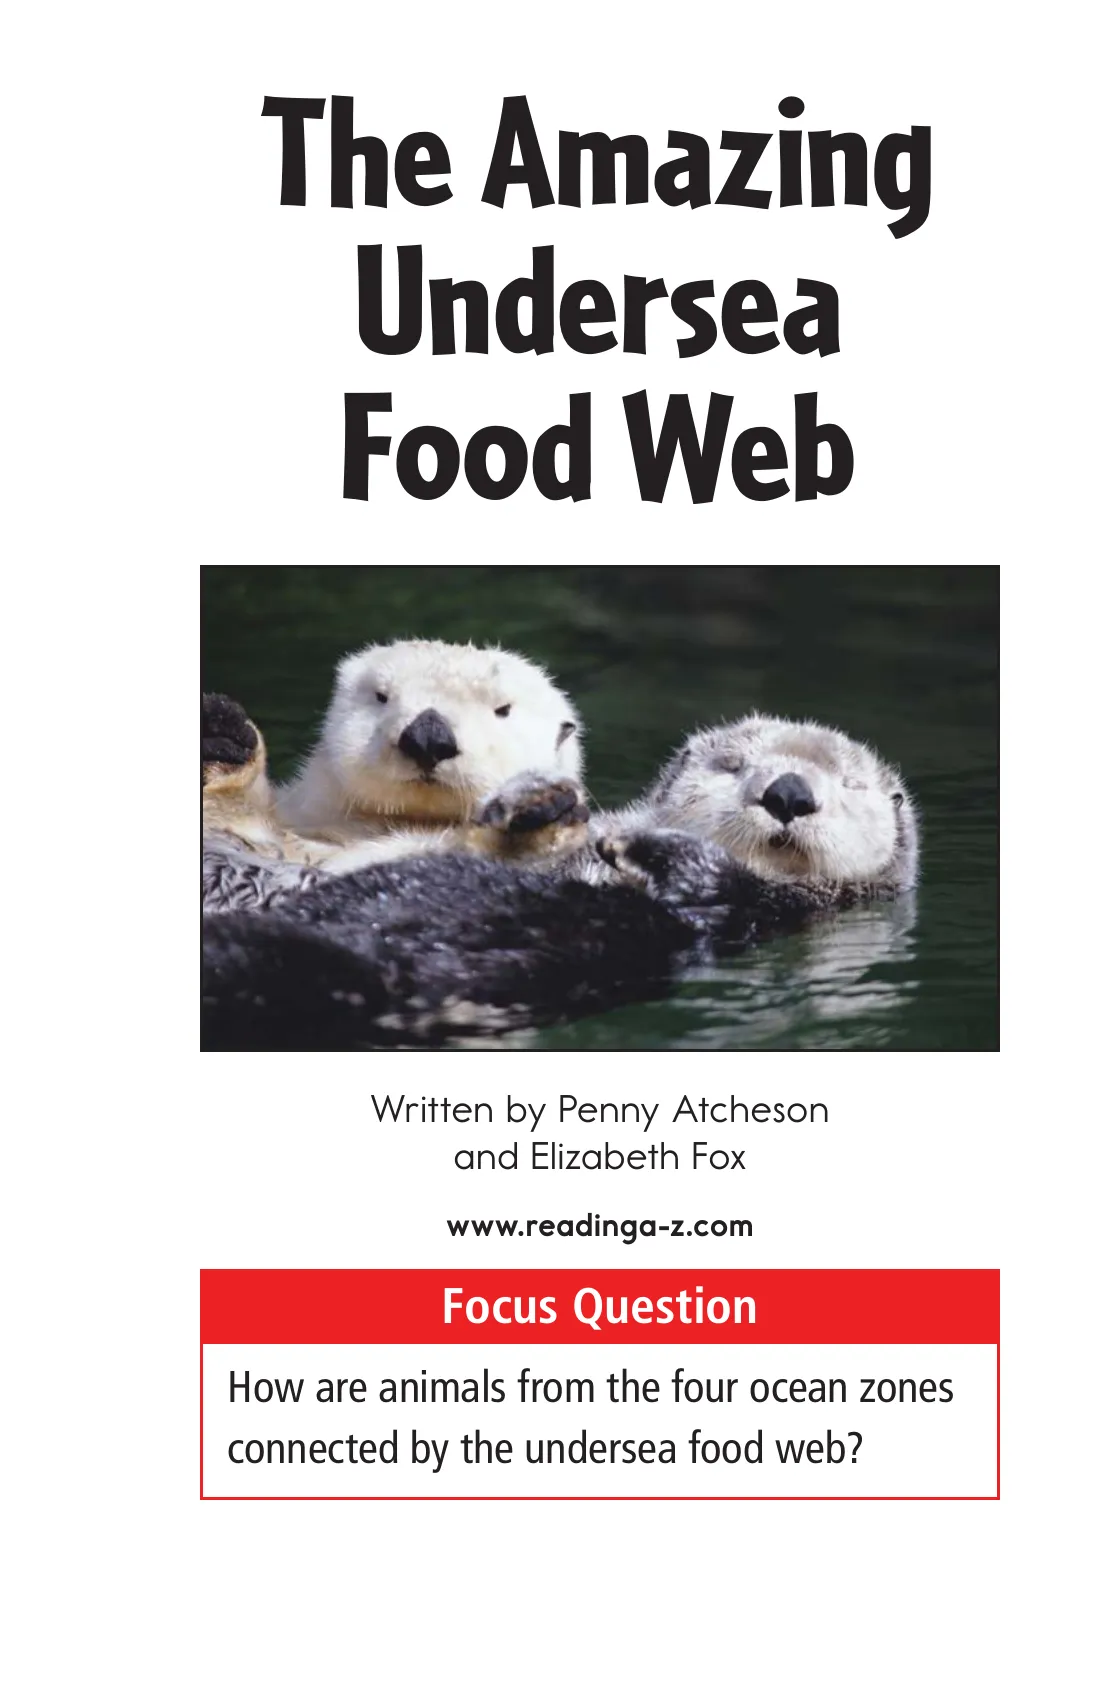 The Amazing
Undersea
Food Web
Written by Penny Atcheson
and Elizabeth Fox
www.readinga-z.com
Focus Question
How are animals from the four ocean zones
connected by the undersea food web?